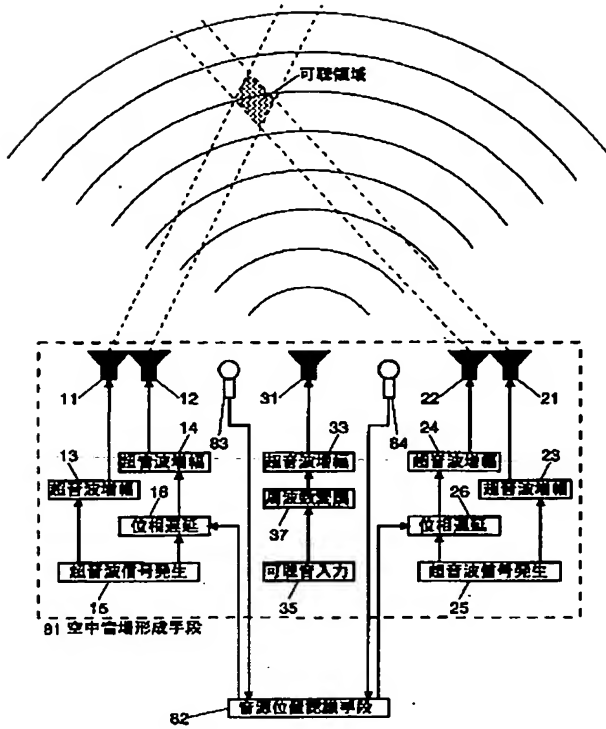 可聴領域
11
12
83
31
84
22
21
14
33
24
13
超音波増幅
超音波増幅
超音波増幅
23
超音波増幅
18
周波数変調
26
超音波増幅
位相遅延
37
位相遅延
超音波信号発生
可聴音入力
超音波信号発生
15
35
25
81 空中音場形成手段
音源位置認識手段
82